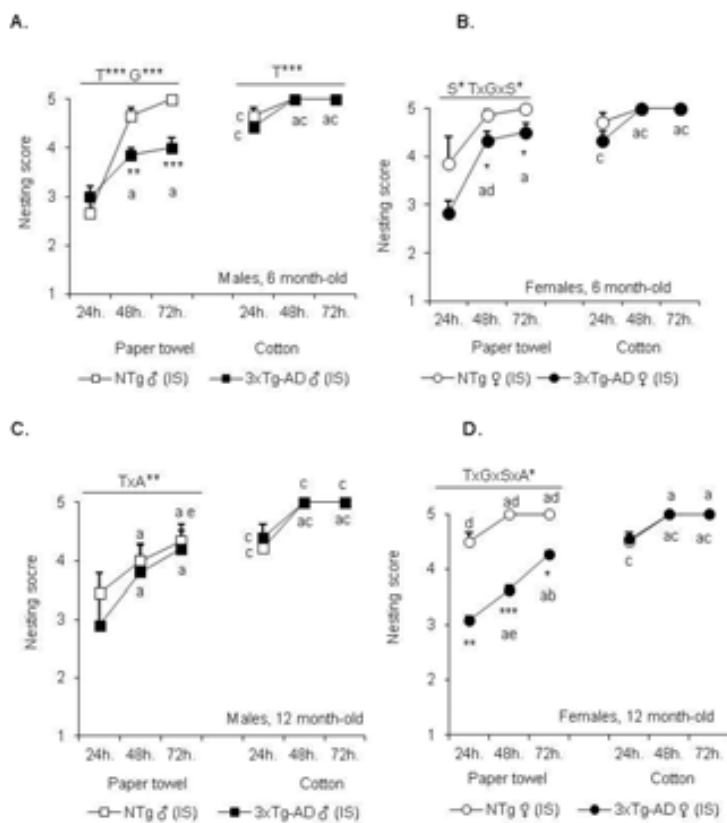 A.
T*** G***
T***
5
4
3
2
1
Nesting score
c
c
ac
ac
**
***
a
a
Males, 6 month-old
24h. 48h. 72h. 24h. 48h. 72h.
Paper towel Cotton
NTg ♂ (IS) 3xTg-AD ♂ (IS)
B.
S* TxGxS*
5
4
3
2
1
Nesting score
c
c
ac
ac
*
*
ad
a
Females, 6 month-old
24h. 48h. 72h. 24h. 48h. 72h.
Paper towel Cotton
NTg ♀ (IS) 3xTg-AD ♀ (IS)
C.
TxA**
5
4
3
2
1
Nesting socre
a
a e
a
a
c
c
c
c
ac
ac
Males, 12 month-old
24h. 48h. 72h. 24h. 48h. 72h.
Paper towel Cotton
NTg ♂ (IS) 3xTg-AD ♂ (IS)
D.
TxGxSxA*
5
4
3
2
1
Nesting score
d
ad
ad
**
***
ae
*
ab
c
a
a
ac
ac
Females, 12 month-old
24h. 48h. 72h. 24h. 48h. 72h.
Paper towel Cotton
NTg ♀ (IS) 3xTg-AD ♀ (IS)